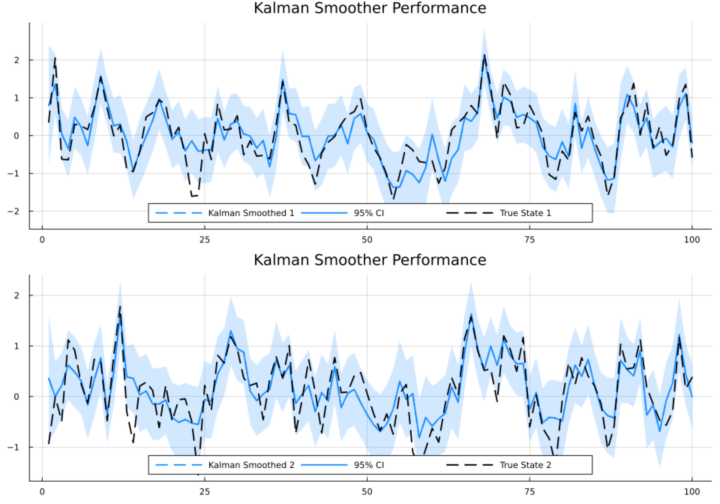 Kalman Smoother Performance
2
1
0
−1
−2
Kalman Smoothed 1 95% CI True State 1
0 25 50 75 100
Kalman Smoother Performance
2
1
0
−1
Kalman Smoothed 2 95% CI True State 2
0 25 50 75 100